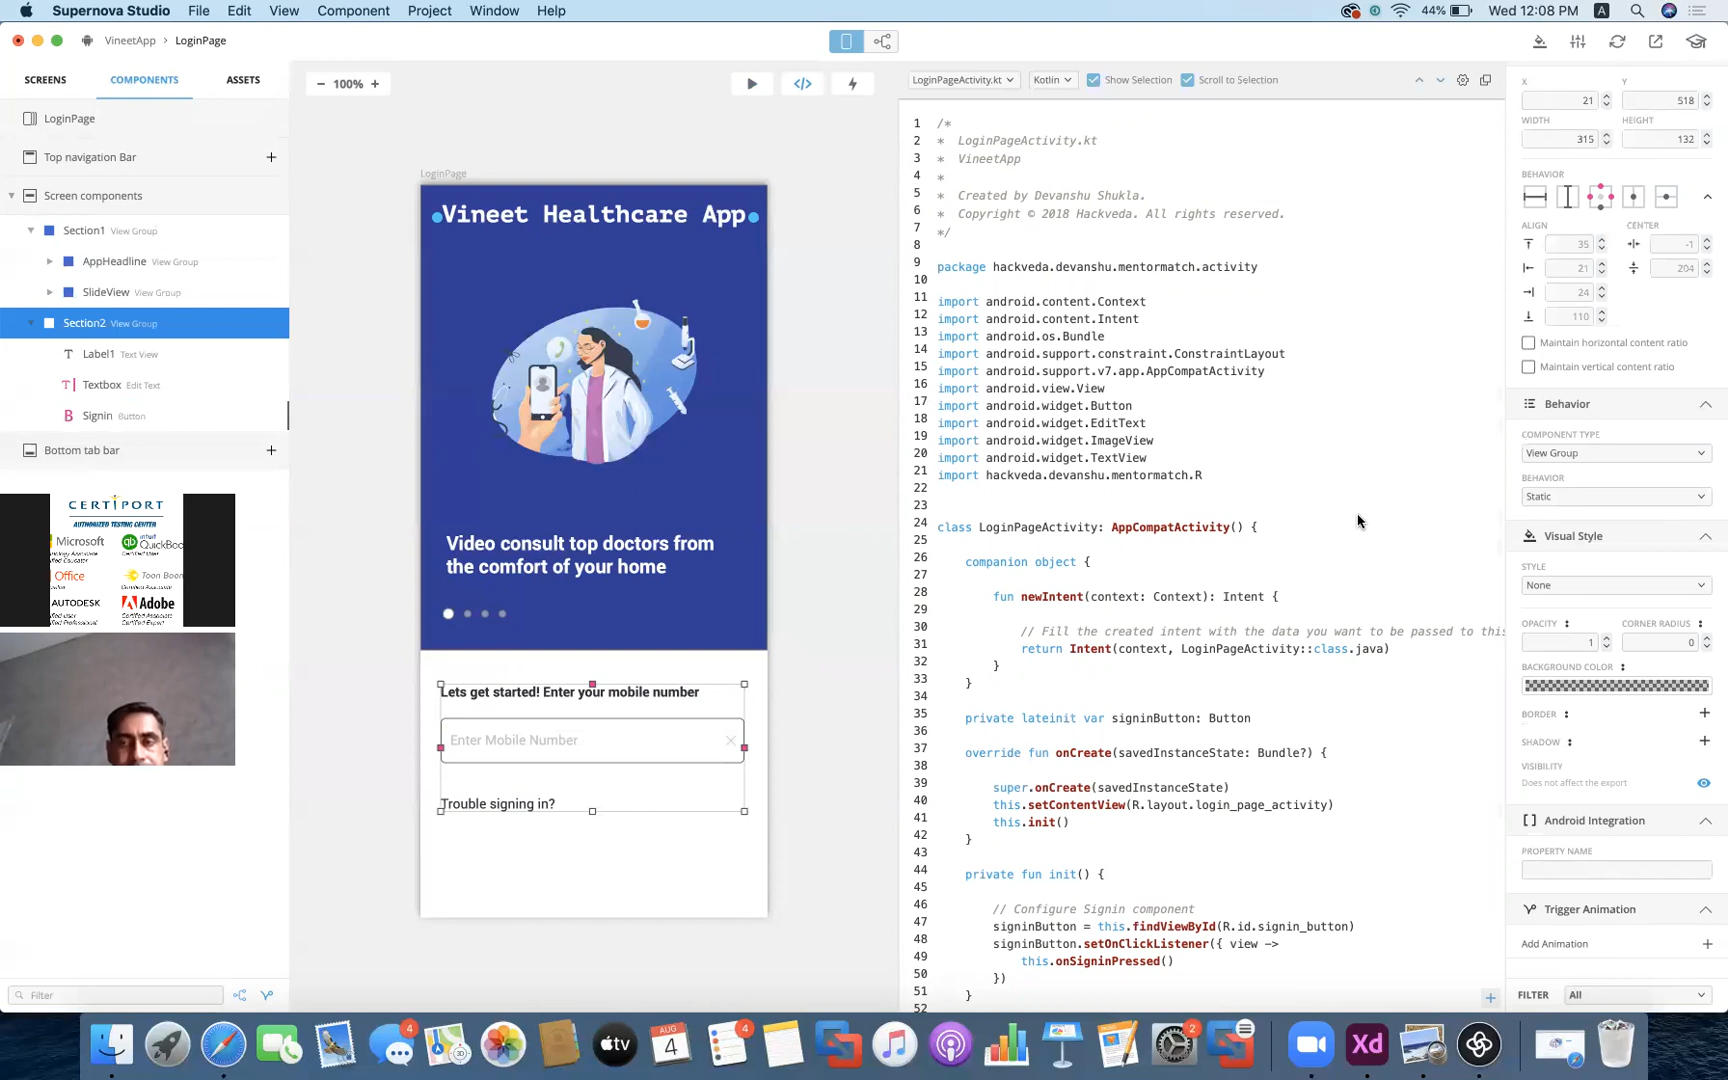 Supernova Studio File Edit View Component Project Window Help 44% Wed 12:08 PM A
VineetApp > LoginPage
SCREENS COMPONENTS ASSETS
LoginPage
Top navigation Bar +
Screen components
Section1 View Group
AppHeadline View Group
SlideView View Group
Section2 View Group
Label1 Text View
Textbox Edit Text
Signin Button
Bottom tab bar +
CERTIPORT
AUTHORIZED TESTING CENTER
Microsoft
intuit
QuickBoo
Office
Toon Boon
AUTODESK
Adobe
Filter
− 100% +
LoginPage
Vineet Healthcare App
Video consult top doctors from
the comfort of your home
Lets get started! Enter your mobile number
Enter Mobile Number
Trouble signing in?
LoginPageActivity.kt Kotlin Show Selection Scroll to Selection
1 /*
2 * LoginPageActivity.kt
3 * VineetApp
4 *
5 * Created by Devanshu Shukla.
6 * Copyright © 2018 Hackveda. All rights reserved.
7 */
8
9 package hackveda.devanshu.mentormatch.activity
10
11 import android.content.Context
12 import android.content.Intent
13 import android.os.Bundle
14 import android.support.constraint.ConstraintLayout
15 import android.support.v7.app.AppCompatActivity
16 import android.view.View
17 import android.widget.Button
18 import android.widget.EditText
19 import android.widget.ImageView
20 import android.widget.TextView
21 import hackveda.devanshu.mentormatch.R
22
23
24 class LoginPageActivity: AppCompatActivity() {
25
26 companion object {
27
28 fun newIntent(context: Context): Intent {
29
30 // Fill the created intent with the data you want to be passed to this
31 return Intent(context, LoginPageActivity::class.java)
32 }
33 }
34
35 private lateinit var signinButton: Button
36
37 override fun onCreate(savedInstanceState: Bundle?) {
38
39 super.onCreate(savedInstanceState)
40 this.setContentView(R.layout.login_page_activity)
41 this.init()
42 }
43
44 private fun init() {
45
46 // Configure Signin component
47 signinButton = this.findViewById(R.id.signin_button)
48 signinButton.setOnClickListener({ view ->
49 this.onSigninPressed()
50 })
51 }
52
X Y
21 518
WIDTH HEIGHT
315 132
BEHAVIOR
ALIGN CENTER
35 -1
21 204
24
110
Maintain horizontal content ratio
Maintain vertical content ratio
Behavior
COMPONENT TYPE
View Group
BEHAVIOR
Static
Visual Style
STYLE
None
OPACITY CORNER RADIUS
1 0
BACKGROUND COLOR
BORDER +
SHADOW +
VISIBILITY
Does not affect the export
Android Integration
PROPERTY NAME
Trigger Animation
Add Animation +
FILTER All
4
tv
AUG
4
4
2
Xd